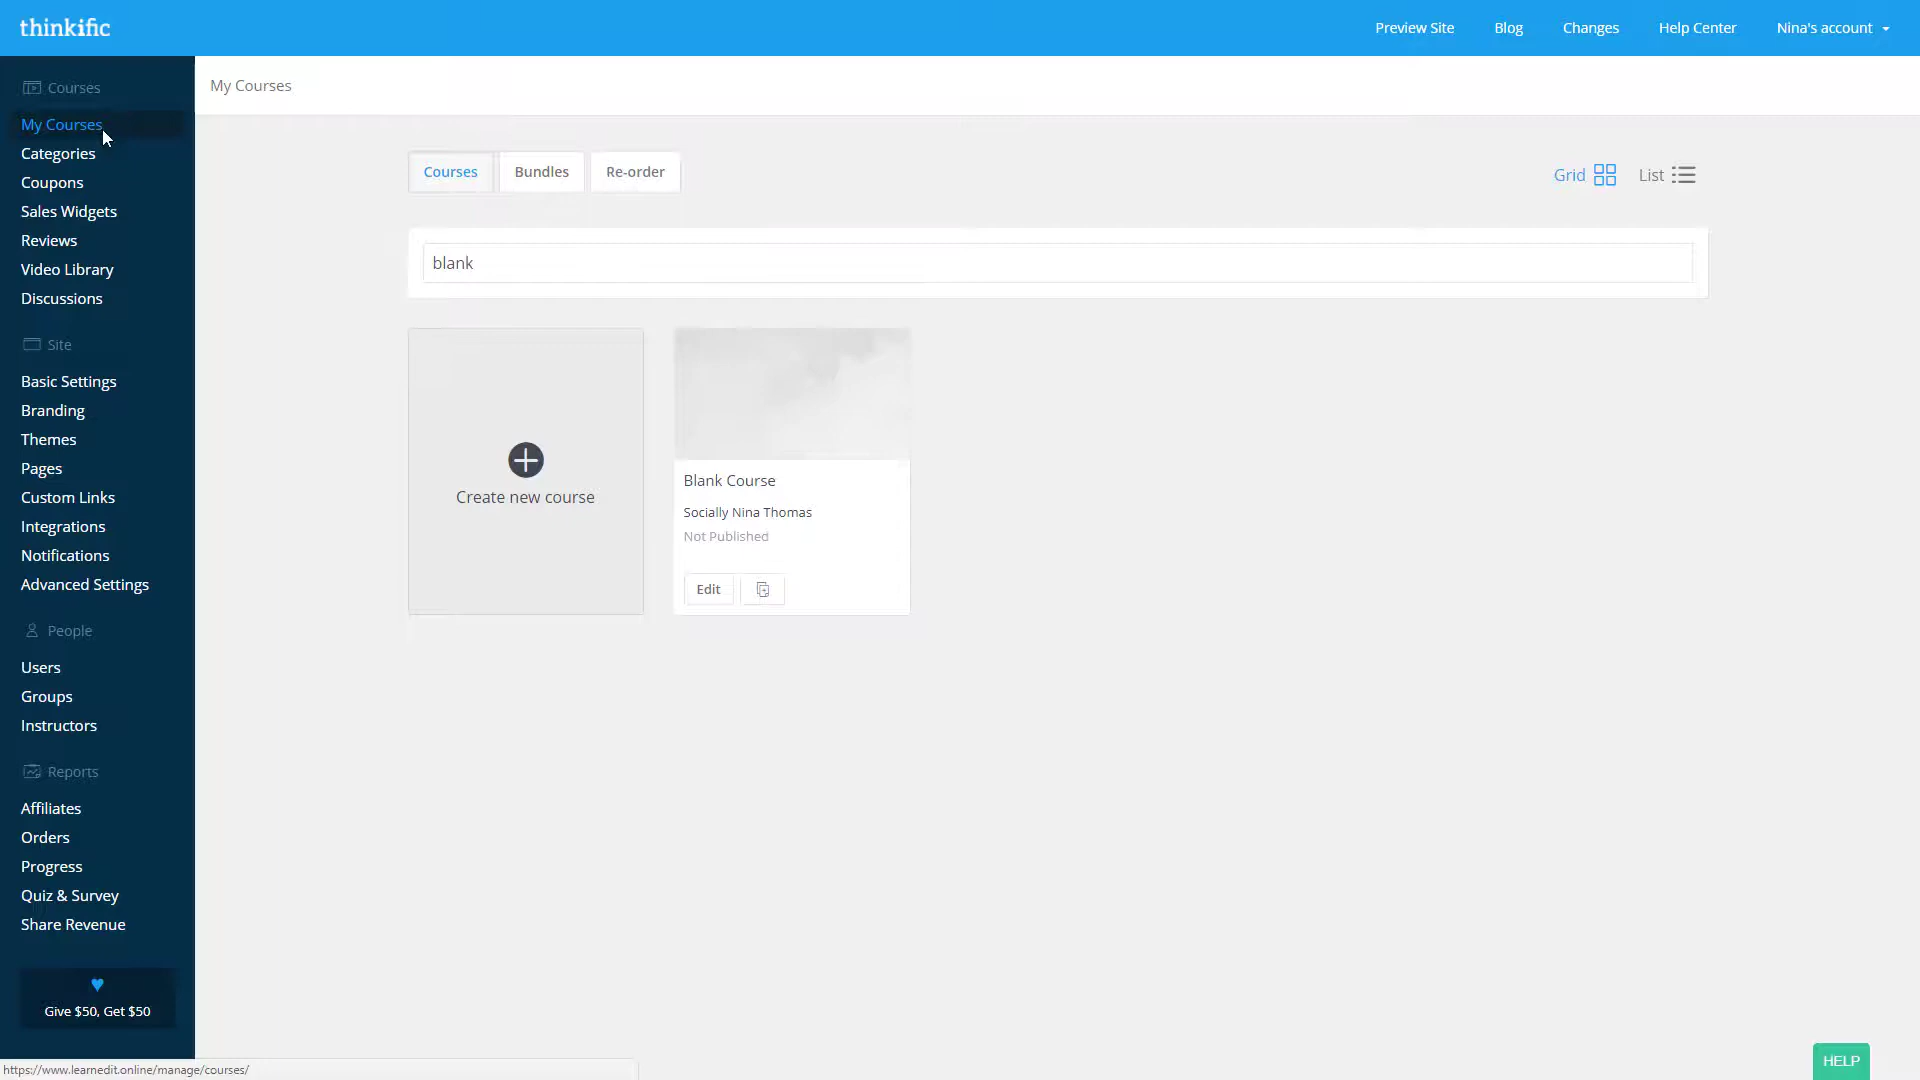 thinkific
Preview Site
Blog
Changes
Help Center
Nina's account
Courses
My Courses
Categories
Coupons
Sales Widgets
Reviews
Video Library
Discussions
Site
Basic Settings
Branding
Themes
Pages
Custom Links
Integrations
Notifications
Advanced Settings
People
Users
Groups
Instructors
Reports
Affiliates
Orders
Progress
Quiz & Survey
Share Revenue
Give $50, Get $50
My Courses
Courses
Bundles
Re-order
Grid
List
blank
Create new course
Blank Course
Socially Nina Thomas
Not Published
Edit
HELP
https://www.learnedit.online/manage/courses/